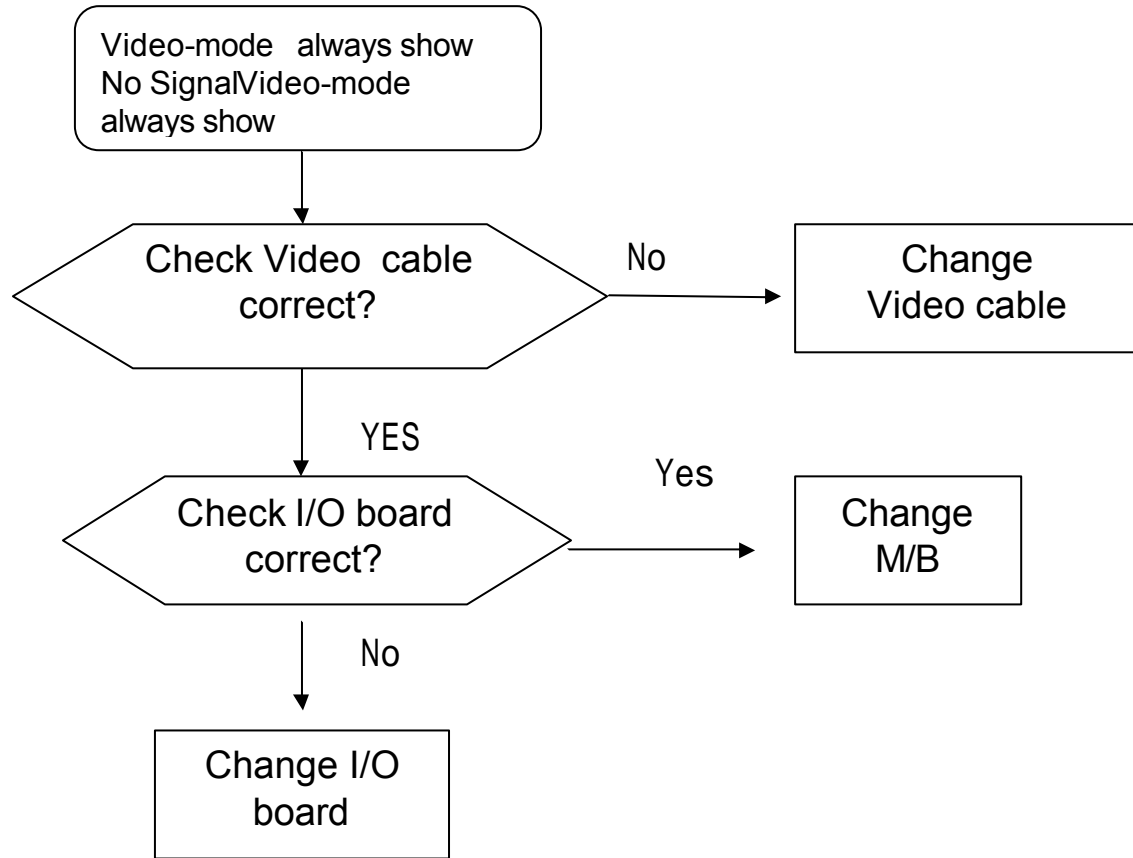 Video-mode always show
No SignalVideo-mode
always show
Check Video cable
correct?
No
Change
Video cable
YES
Check I/O board
correct?
Yes
Change
M/B
No
Change I/O
board